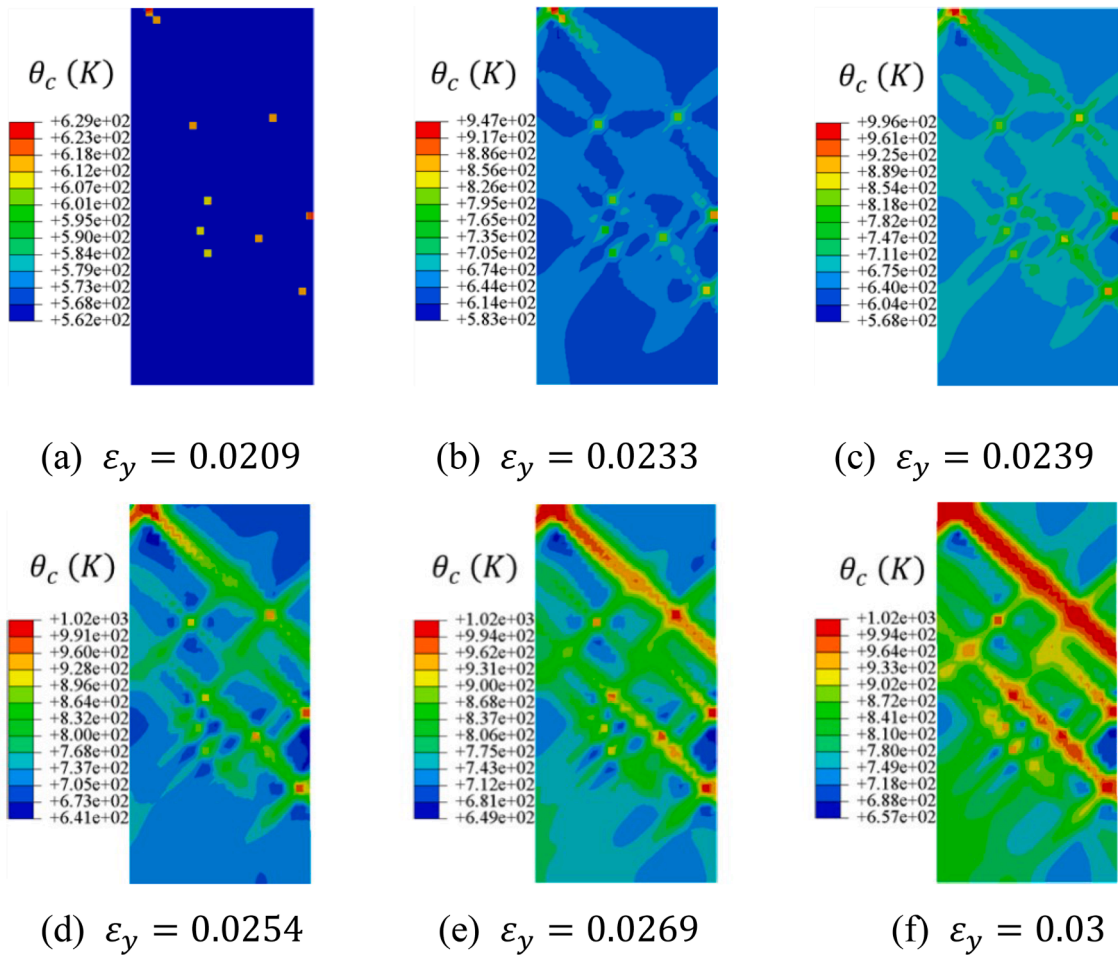 θ_c (K)
+6.29e+02
+6.23e+02
+6.18e+02
+6.12e+02
+6.07e+02
+6.01e+02
+5.95e+02
+5.90e+02
+5.84e+02
+5.79e+02
+5.73e+02
+5.68e+02
+5.62e+02
(a) ε_y = 0.0209
θ_c (K)
+9.47e+02
+9.17e+02
+8.86e+02
+8.56e+02
+8.26e+02
+7.95e+02
+7.65e+02
+7.35e+02
+7.05e+02
+6.74e+02
+6.44e+02
+6.14e+02
+5.83e+02
(b) ε_y = 0.0233
θ_c (K)
+9.96e+02
+9.61e+02
+9.25e+02
+8.89e+02
+8.54e+02
+8.18e+02
+7.82e+02
+7.47e+02
+7.11e+02
+6.75e+02
+6.40e+02
+6.04e+02
+5.68e+02
(c) ε_y = 0.0239
θ_c (K)
+1.02e+03
+9.91e+02
+9.60e+02
+9.28e+02
+8.96e+02
+8.64e+02
+8.32e+02
+8.00e+02
+7.68e+02
+7.37e+02
+7.05e+02
+6.73e+02
+6.41e+02
(d) ε_y = 0.0254
θ_c (K)
+1.02e+03
+9.94e+02
+9.62e+02
+9.31e+02
+9.00e+02
+8.68e+02
+8.37e+02
+8.06e+02
+7.75e+02
+7.43e+02
+7.12e+02
+6.81e+02
+6.49e+02
(e) ε_y = 0.0269
θ_c (K)
+1.02e+03
+9.94e+02
+9.64e+02
+9.33e+02
+9.02e+02
+8.72e+02
+8.41e+02
+8.10e+02
+7.80e+02
+7.49e+02
+7.18e+02
+6.88e+02
+6.57e+02
(f) ε_y = 0.03